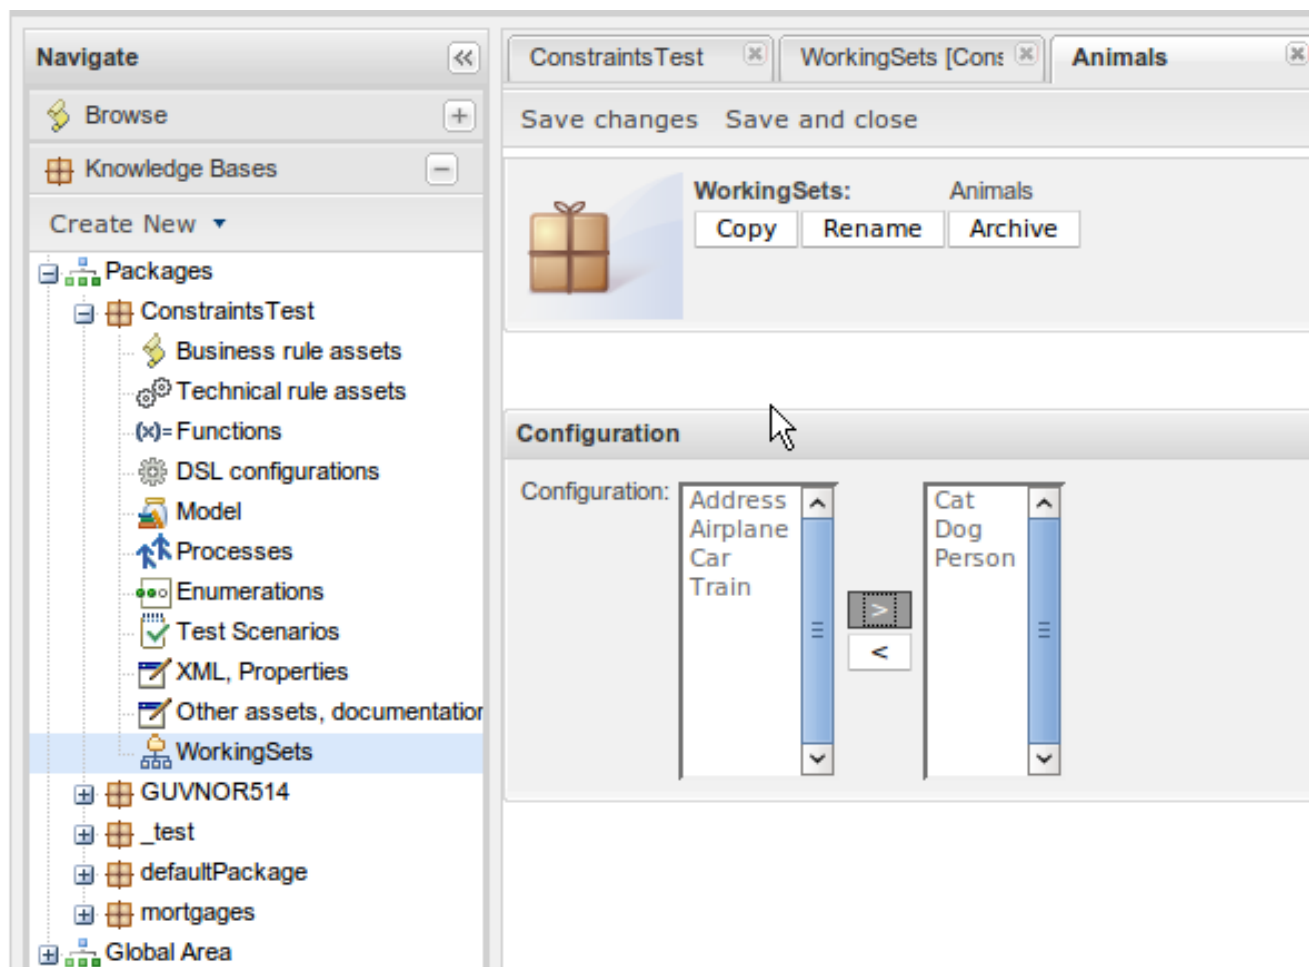 Navigate
Browse
Knowledge Bases
Create New
Packages
ConstraintsTest
Business rule assets
Technical rule assets
(x)= Functions
DSL configurations
Model
Processes
Enumerations
Test Scenarios
XML, Properties
Other assets, documentation
WorkingSets
GUVNOR514
_test
defaultPackage
mortgages
Global Area
ConstraintsTest WorkingSets [Cons Animals
Save changes Save and close
WorkingSets: Animals
Copy Rename Archive
Configuration
Configuration:
Address
Airplane
Car
Train
>
<
Cat
Dog
Person